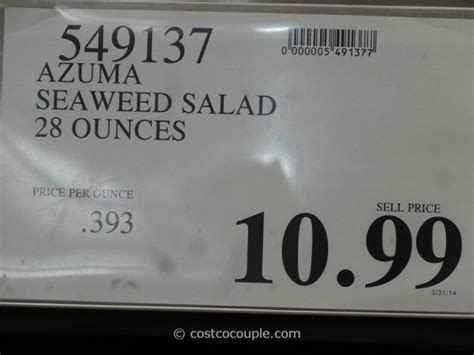 549137
0"000005"491377"
AZUMA
SEAWEED SALAD
28 OUNCES
PRICE PER OUNCE
.393
SELL PRICE
10.99
3/31/14
© costcocouple.com